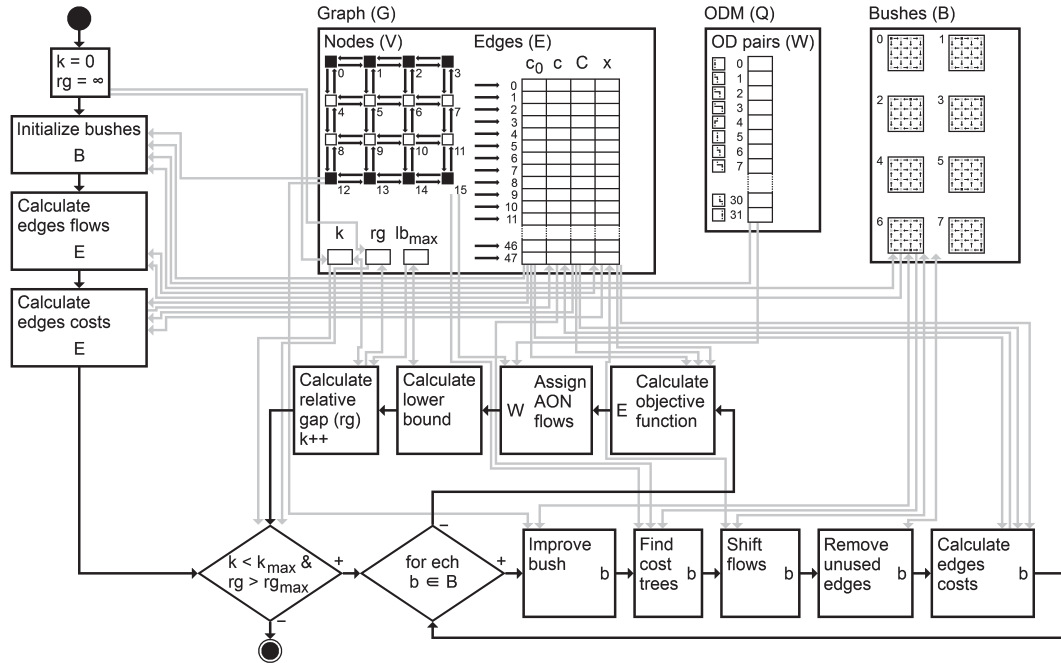 Graph (G)
ODM (Q)
Bushes (B)
k = 0
rg = ∞
Nodes (V)
Edges (E)
c0 c C x
OD pairs (W)
0 1 2 3
4 5 6 7
8 9 10 11
12 13 14 15
k rg lbmax
0
1
2
3
4
5
6
7
8
9
10
11
46
47
0
1
2
3
4
5
6
7
30
31
0 1
2 3
4 5
6 7
Initialize bushes
B
Calculate
edges flows
E
Calculate
edges costs
E
Calculate
relative
gap (rg)
k++
Calculate
lower
bound
Assign
W AON
flows
Calculate
E objective
function
k < kmax &
rg > rgmax
+
–
for ech
b ∈ B
+
–
Improve
bush
b
Find
cost
trees
b
Shift
flows
b
Remove
unused
edges
b
Calculate
edges
costs
b